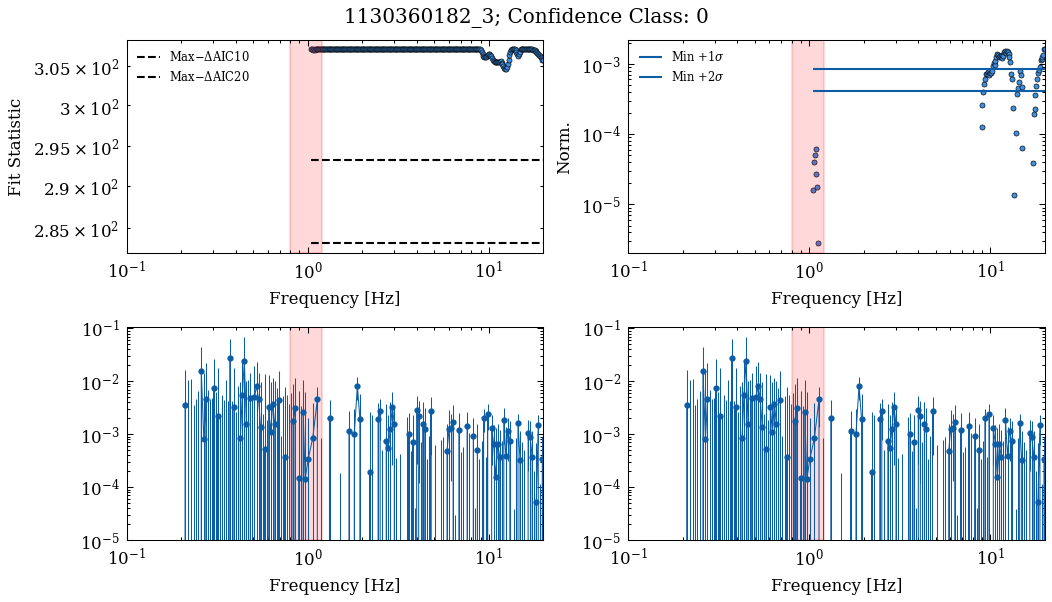 1130360182_3; Confidence Class: 0
Max−ΔAIC10
Max−ΔAIC20
Fit Statistic
3.05 × 10²
3 × 10²
2.95 × 10²
2.9 × 10²
2.85 × 10²
10⁻¹ 10⁰ 10¹
Frequency [Hz]
Min +1σ
Min +2σ
Norm.
10⁻³
10⁻⁴
10⁻⁵
10⁻¹ 10⁰ 10¹
Frequency [Hz]
10⁻¹
10⁻²
10⁻³
10⁻⁴
10⁻⁵
10⁻¹ 10⁰ 10¹
Frequency [Hz]
10⁻¹
10⁻²
10⁻³
10⁻⁴
10⁻⁵
10⁻¹ 10⁰ 10¹
Frequency [Hz]